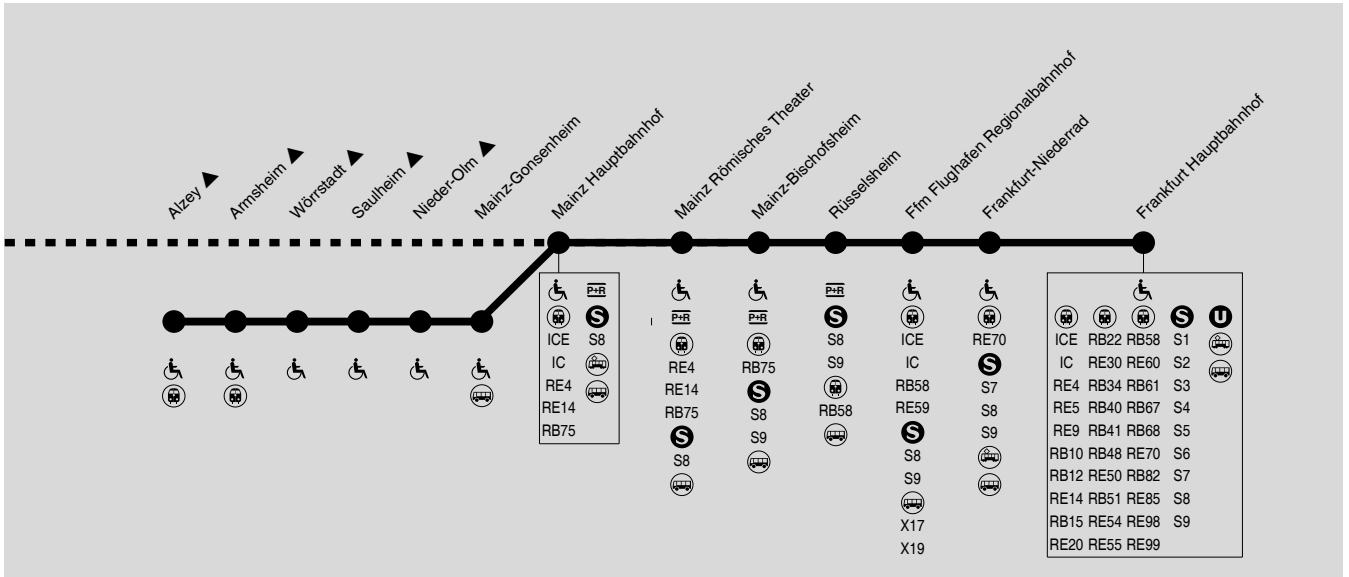 Alzey
Armsheim
Wörrstadt
Saulheim
Nieder-Olm
Mainz-Gonsenheim
Mainz Hauptbahnhof
Mainz Römisches Theater
Mainz-Bischofsheim
Rüsselsheim
Ffm Flughafen Regionalbahnhof
Frankfurt-Niederrad
Frankfurt Hauptbahnhof
P+R
S
ICE S8
IC
RE4
RE14
RB75
P+R
RE4
RE14
RB75
S
S8
P+R
RB75
S
S8
S9
P+R
S
S8
S9
RB58
ICE
IC
RB58
RE59
S
S8
S9
X17
X19
RE70
S
S7
S8
S9
S U
ICE RB22 RB58 S1
IC RE30 RE60 S2
RE4 RB34 RB61 S3
RE5 RB40 RB67 S4
RE9 RB41 RB68 S5
RB10 RB48 RE70 S6
RB12 RE50 RB82 S7
RE14 RB51 RE85 S8
RB15 RE54 RE98 S9
RE20 RE55 RE99